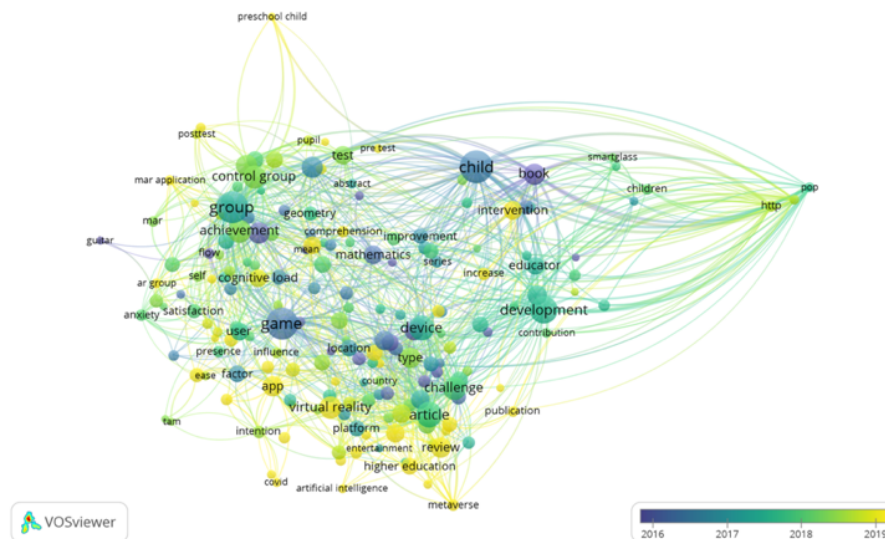 preschool child
posttest
pupil
pre test
test
control group
child
smartglass
mar application
abstract
book
children
pop
group
intervention
http
mar
geometry
achievement
comprehension
improvement
guitar
flow
mean
mathematics
series
ar group
self
cognitive load
increase
educator
anxiety
satisfaction
development
game
user
device
contribution
presence
influence
location
type
ease
factor
app
country
challenge
virtual reality
article
publication
tam
intention
platform
entertainment
review
higher education
covid
artificial intelligence
metaverse
VOSviewer
2016 2017 2018 2019